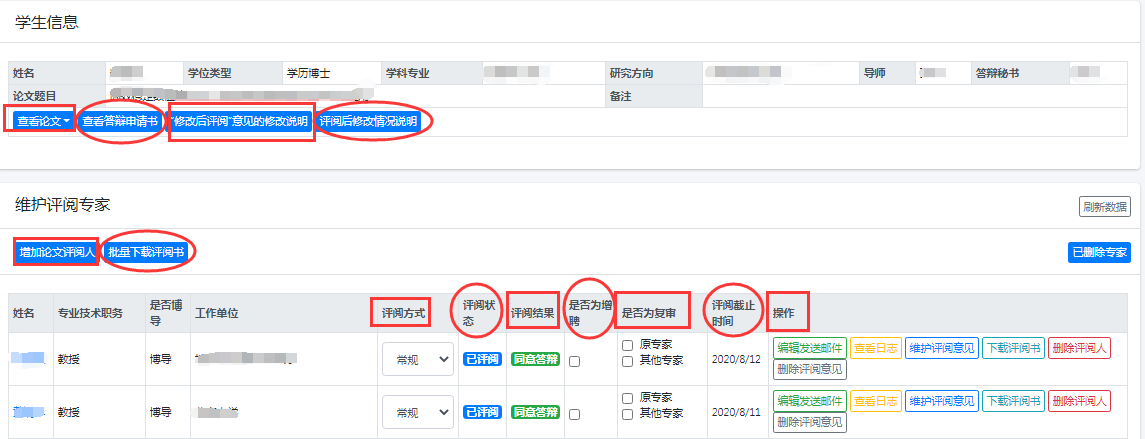 学生信息
姓名 学位类型 学历博士 学科专业 研究方向 导师 答辩秘书
论文题目 备注
查看论文 查看答辩申请书 "修改后评阅"意见的修改说明 评阅后修改情况说明
维护评阅专家 刷新数据
增加论文评阅人 批量下载评阅书 已删除专家
姓名 专业技术职务 是否博导 工作单位 评阅方式 评阅状态 评阅结果 是否为增聘 是否为复审 评阅截止时间 操作
教授 博导 常规 已评阅 同意答辩 原专家 其他专家 2020/8/12 编辑发送邮件 查看日志 维护评阅意见 下载评阅书 删除评阅人
删除评阅意见
教授 博导 常规 已评阅 同意答辩 原专家 其他专家 2020/8/11 编辑发送邮件 查看日志 维护评阅意见 下载评阅书 删除评阅人
删除评阅意见